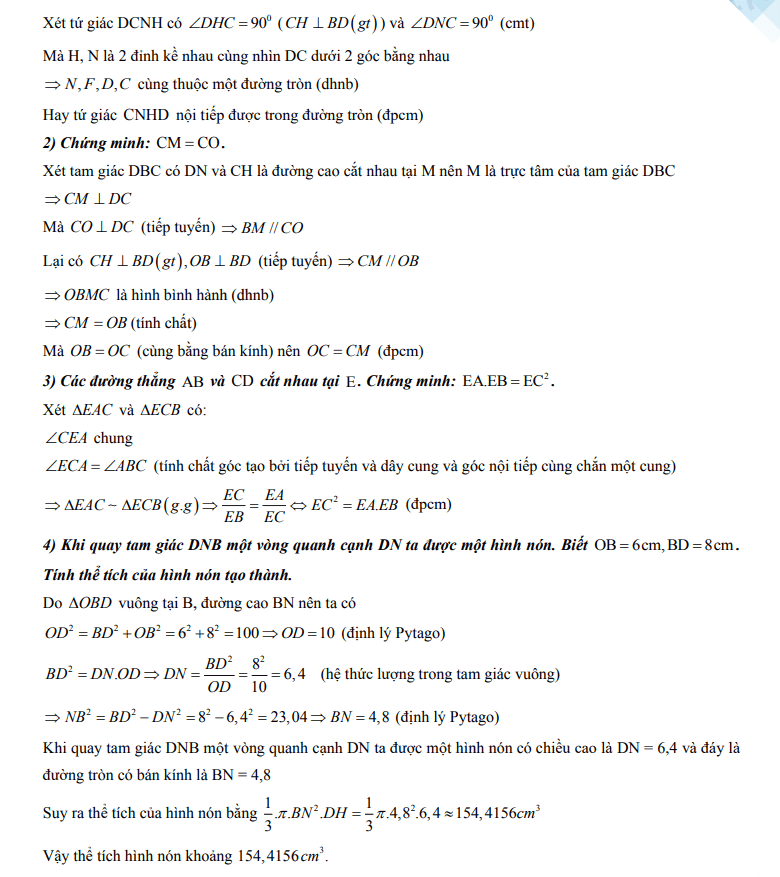 Xét tứ giác DCNH có ∠DHC = 90⁰ ( CH ⊥ BD(gt) ) và ∠DNC = 90⁰ (cmt)
Mà H, N là 2 đỉnh kề nhau cùng nhìn DC dưới 2 góc bằng nhau
⇒ N, F, D, C cùng thuộc một đường tròn (dhnb)
Hay tứ giác CNHD nội tiếp được trong đường tròn (đpcm)
2) Chứng minh: CM = CO.
Xét tam giác DBC có DN và CH là đường cao cắt nhau tại M nên M là trực tâm của tam giác DBC
⇒ CM ⊥ DC
Mà CO ⊥ DC (tiếp tuyến) ⇒ BM // CO
Lại có CH ⊥ BD(gt), OB ⊥ BD (tiếp tuyến) ⇒ CM // OB
⇒ OBMC là hình bình hành (dhnb)
⇒ CM = OB (tính chất)
Mà OB = OC (cùng bằng bán kính) nên OC = CM (đpcm)
3) Các đường thẳng AB và CD cắt nhau tại E. Chứng minh: EA.EB = EC².
Xét ΔEAC và ΔECB có:
∠CEA chung
∠ECA = ∠ABC (tính chất góc tạo bởi tiếp tuyến và dây cung và góc nội tiếp cùng chắn một cung)
⇒ ΔEAC ~ ΔECB(g.g) ⇒ EC/EB = EA/EC ⇔ EC² = EA.EB (đpcm)
4) Khi quay tam giác DNB một vòng quanh cạnh DN ta được một hình nón. Biết OB = 6cm, BD = 8cm.
Tính thể tích của hình nón tạo thành.
Do ΔOBD vuông tại B, đường cao BN nên ta có
OD² = BD² + OB² = 6² + 8² = 100 ⇒ OD = 10 (định lý Pytago)
BD² = DN.OD ⇒ DN = BD²/OD = 8²/10 = 6,4 (hệ thức lượng trong tam giác vuông)
⇒ NB² = BD² − DN² = 8² − 6,4² = 23,04 ⇒ BN = 4,8 (định lý Pytago)
Khi quay tam giác DNB một vòng quanh cạnh DN ta được một hình nón có chiều cao là DN = 6,4 và đáy là
đường tròn có bán kính là BN = 4,8
Suy ra thể tích của hình nón bằng 1/3.π.BN².DH = 1/3 π.4,8².6,4 ≈ 154,4156cm³
Vậy thể tích hình nón khoảng 154,4156cm³.